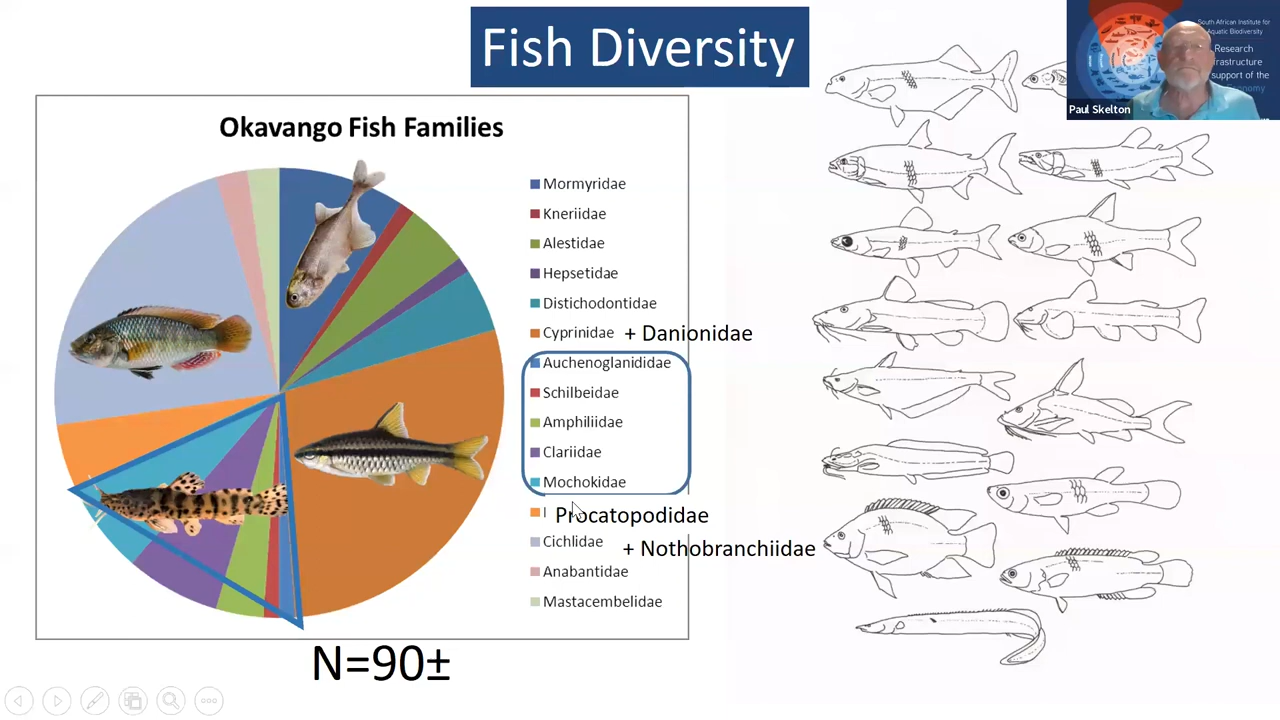 Fish Diversity
South African Institute for
Aquatic Biodiversity
Research
support of the
Paul Skelton
Okavango Fish Families
Mormyridae
Kneriidae
Alestidae
Hepsetidae
Distichodontidae
Cyprinidae + Danionidae
Auchenoglanididae
Schilbeidae
Amphiliidae
Clariidae
Mochokidae
Procatopodidae
Cichlidae + Nothobranchiidae
Anabantidae
Mastacembelidae
N=90±